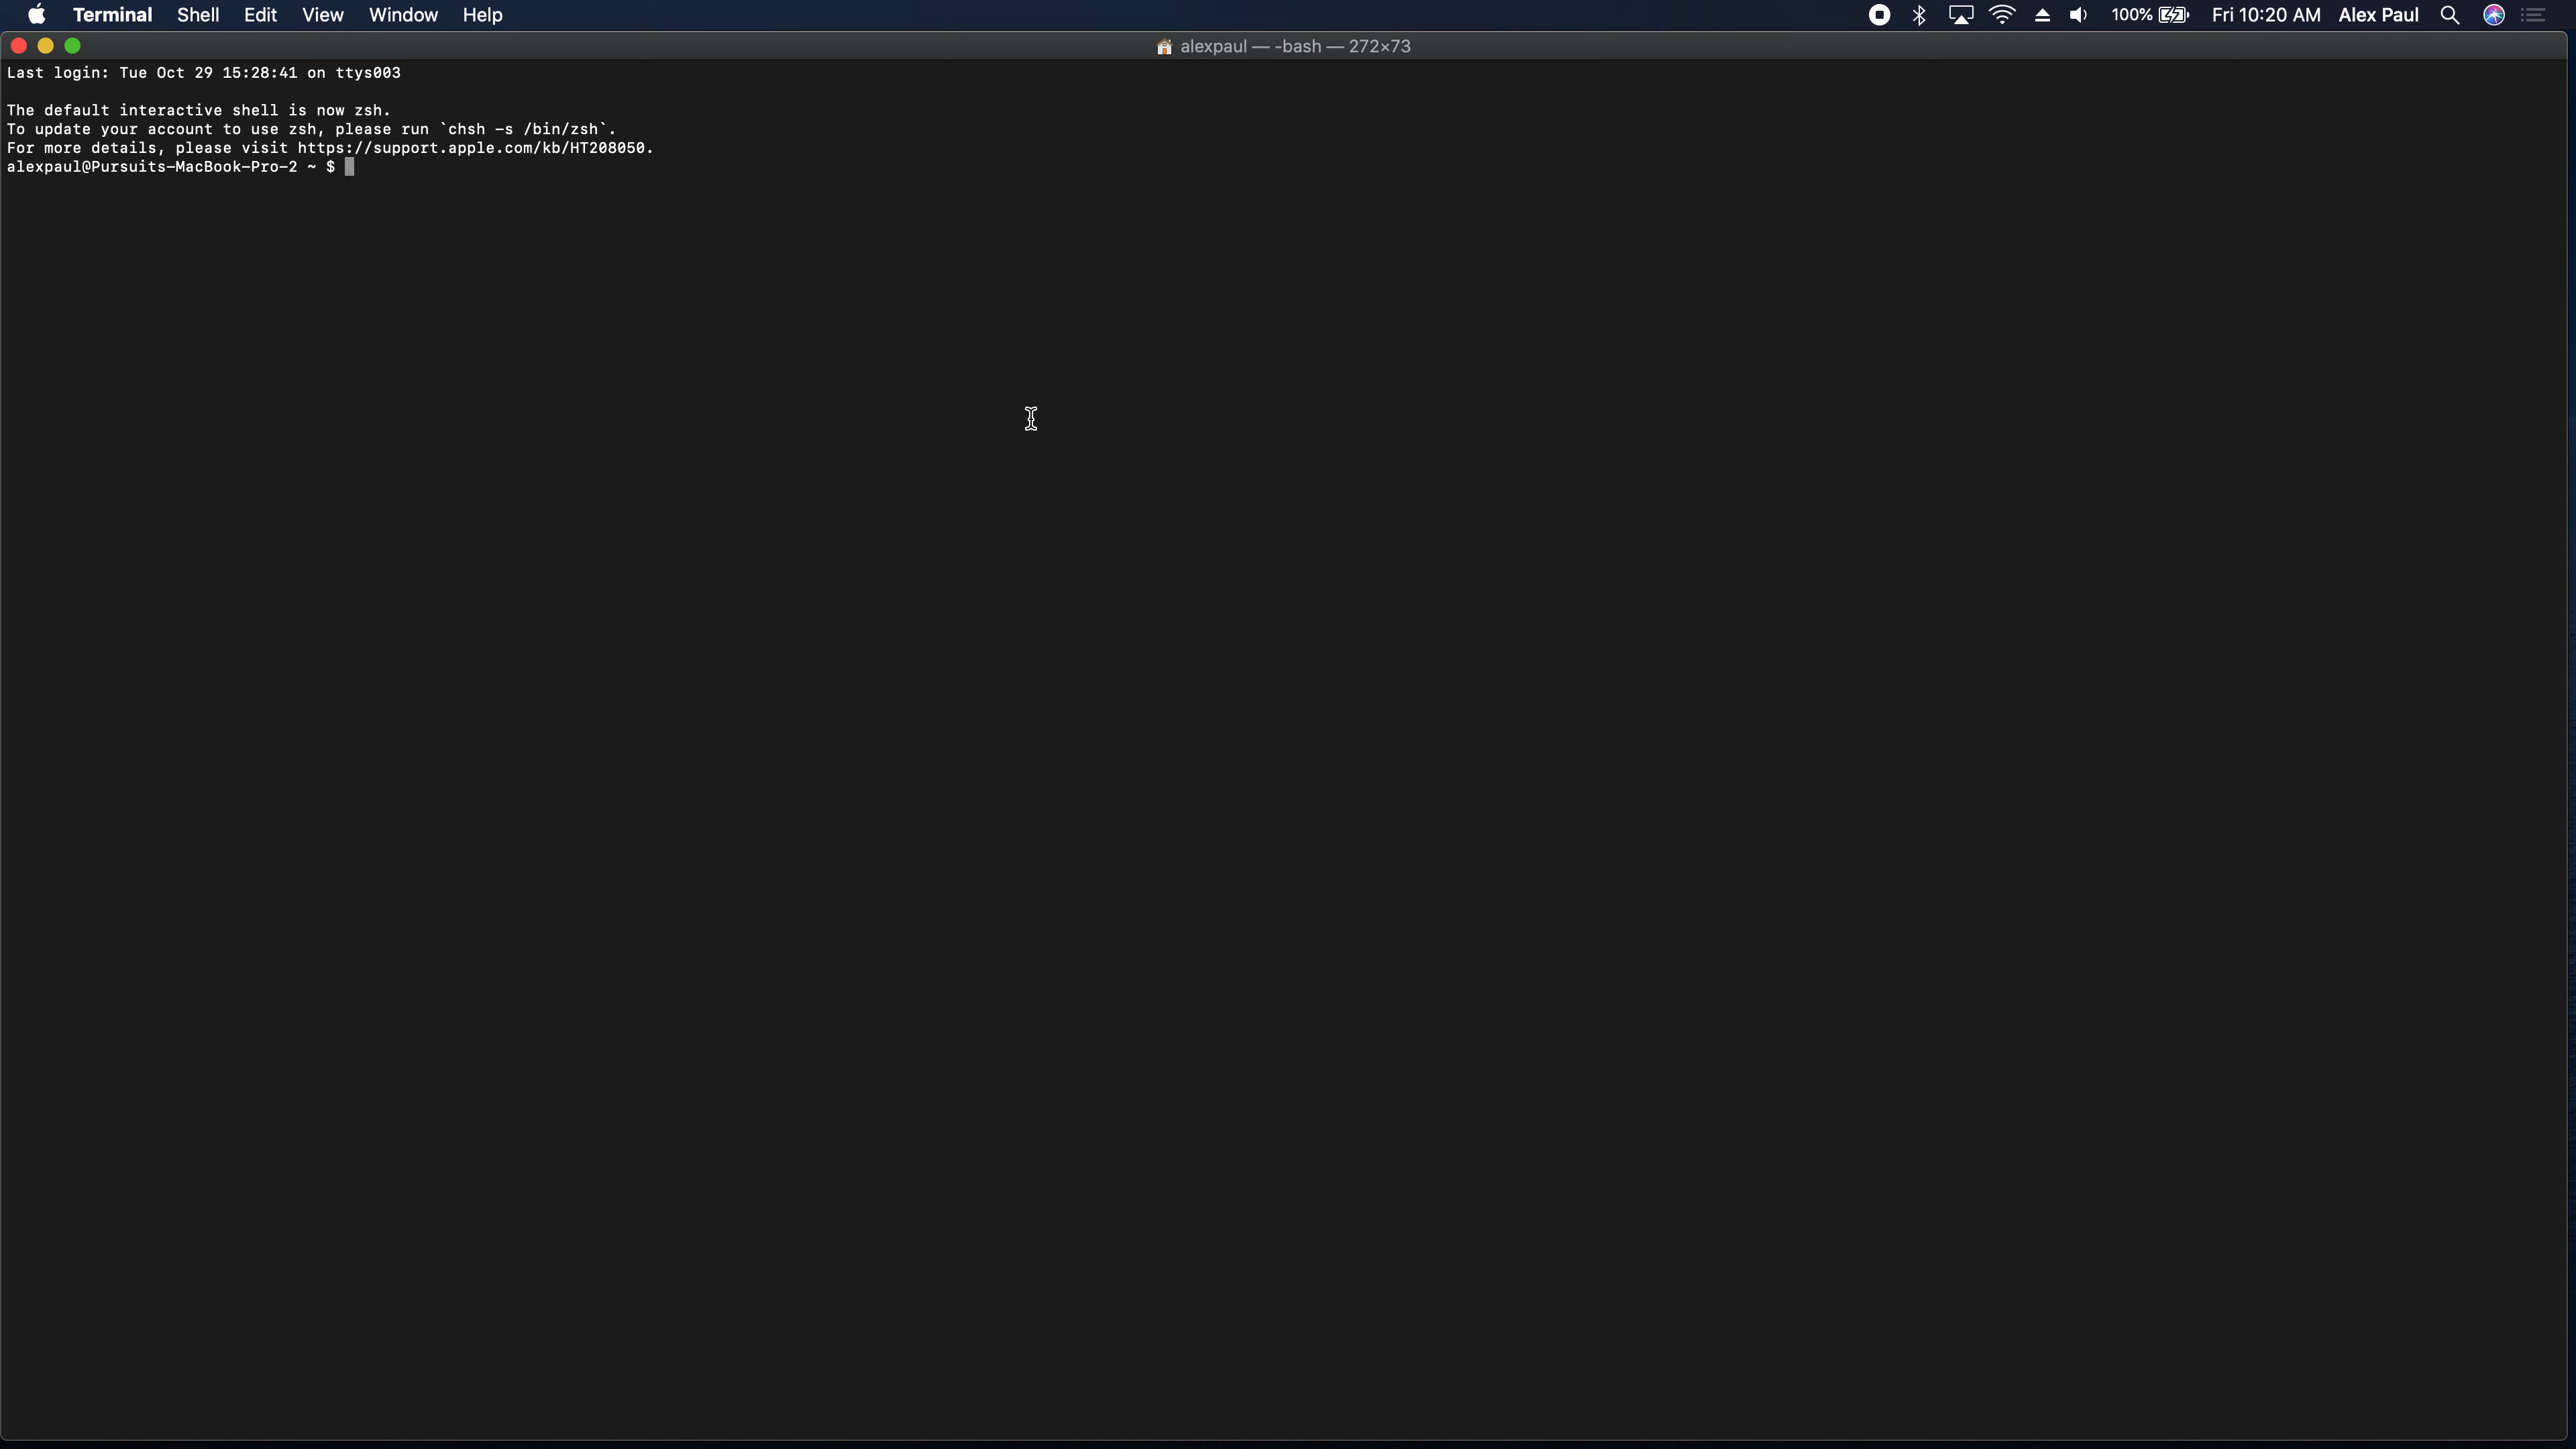 Terminal Shell Edit View Window Help 100% Fri 10:20 AM Alex Paul
alexpaul — -bash — 272×73
Last login: Tue Oct 29 15:28:41 on ttys003
The default interactive shell is now zsh.
To update your account to use zsh, please run `chsh -s /bin/zsh`.
For more details, please visit https://support.apple.com/kb/HT208050.
alexpaul@Pursuits-MacBook-Pro-2 ~ $